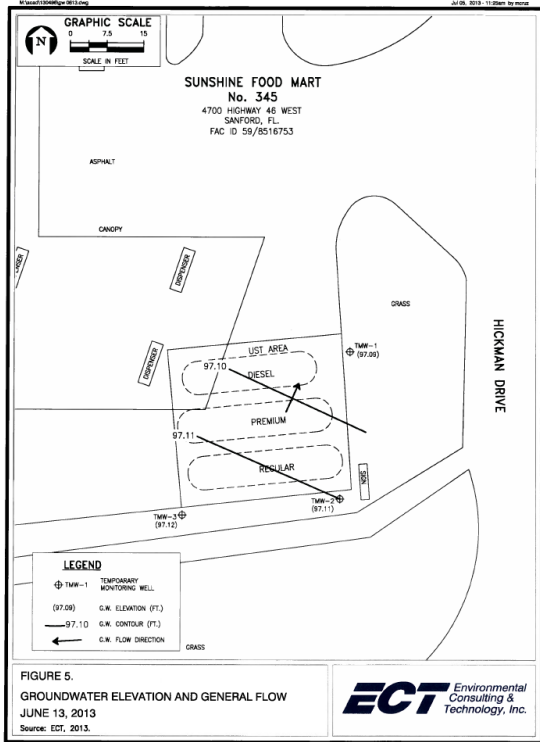 Jul 05, 2013 - 11:25am by
GRAPHIC SCALE
0 7.5 15
SCALE IN FEET
N
SUNSHINE FOOD MART
No. 345
4700 HIGHWAY 46 WEST
SANFORD, FL.
FAC ID 59/8516753
ASPHALT
CANOPY
DISPENSER
DISPENSER
GRASS
HICKMAN DRIVE
UST AREA
TMW-1
(97.09)
97.10
DIESEL
PREMIUM
97.11
REGULAR
SIGN
TMW-2
(97.11)
TMW-3
(97.12)
LEGEND
TMW-1 TEMPOARARY
MONITORING WELL
(97.09) G.W. ELEVATION (FT.)
97.10 G.W. CONTOUR (FT.)
G.W. FLOW DIRECTION
GRASS
FIGURE 5.
GROUNDWATER ELEVATION AND GENERAL FLOW
JUNE 13, 2013
Source: ECT, 2013.
ECT Environmental
Consulting &
Technology, Inc.